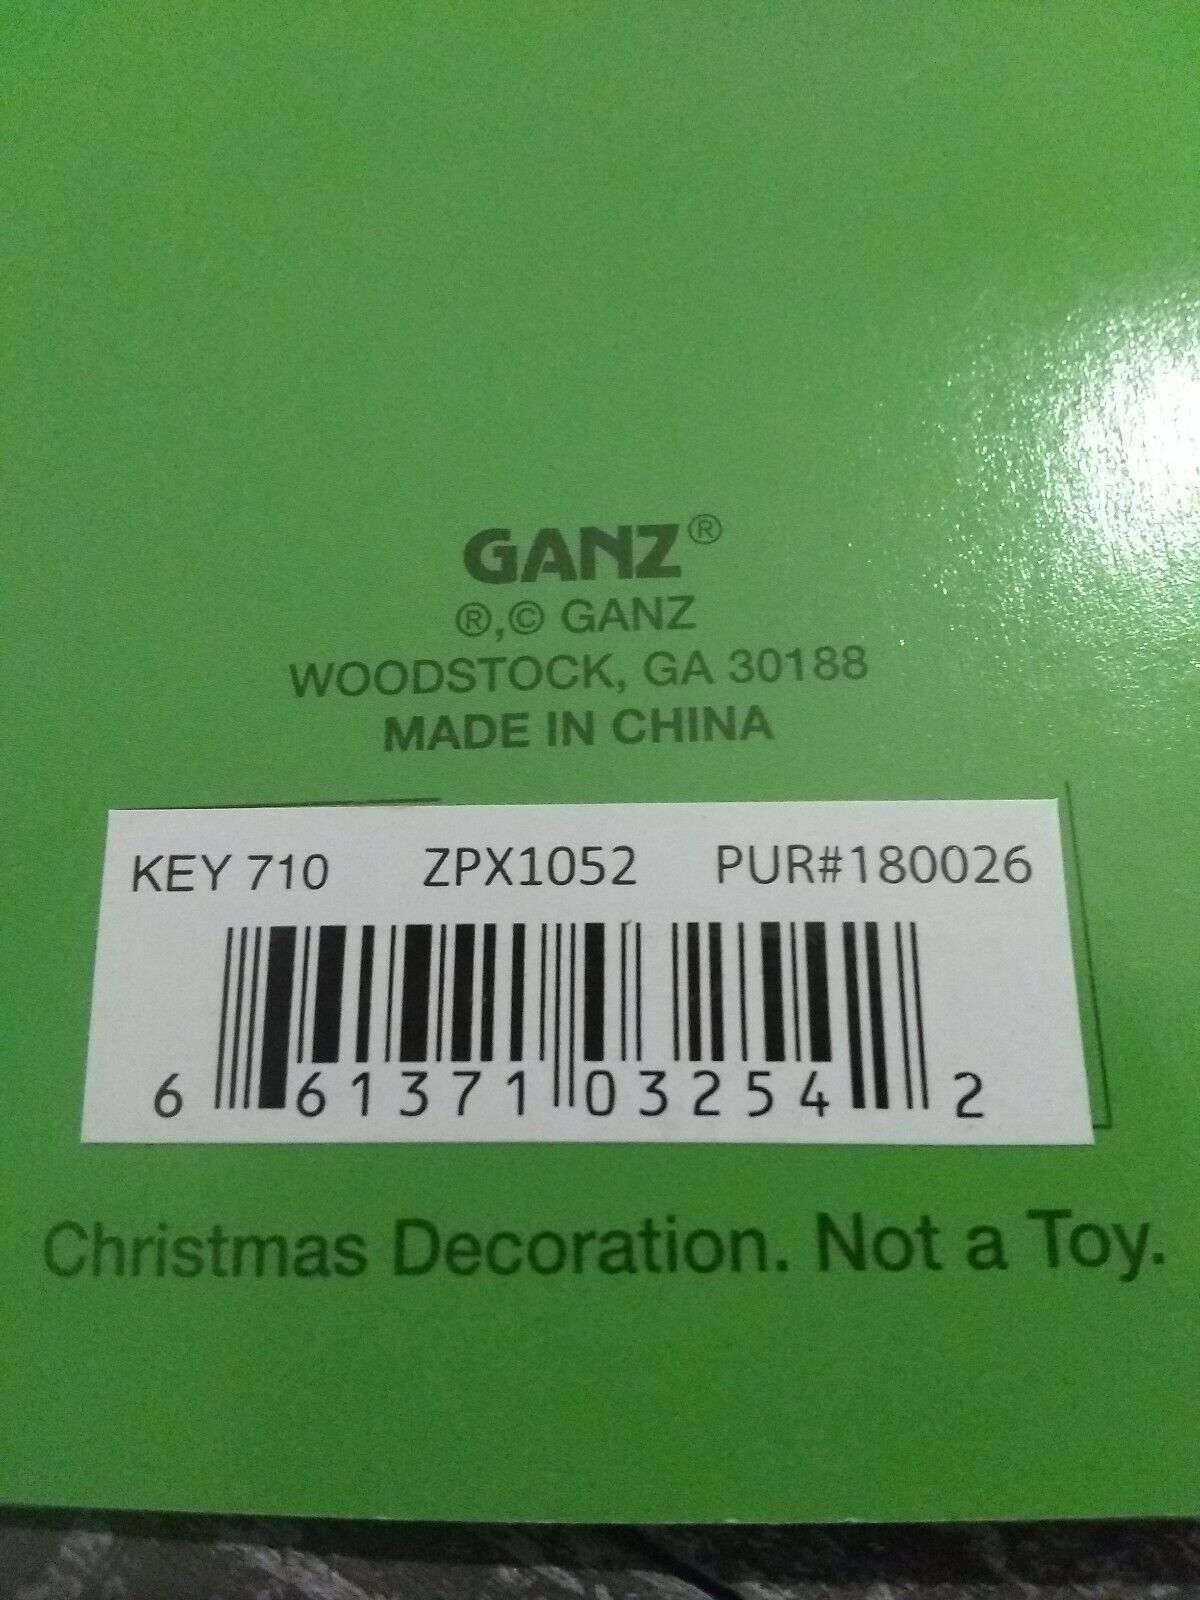 GANZ®
®,© GANZ
WOODSTOCK, GA 30188
MADE IN CHINA
KEY 710 ZPX1052 PUR#180026
6 61371 03254 2
Christmas Decoration. Not a Toy.